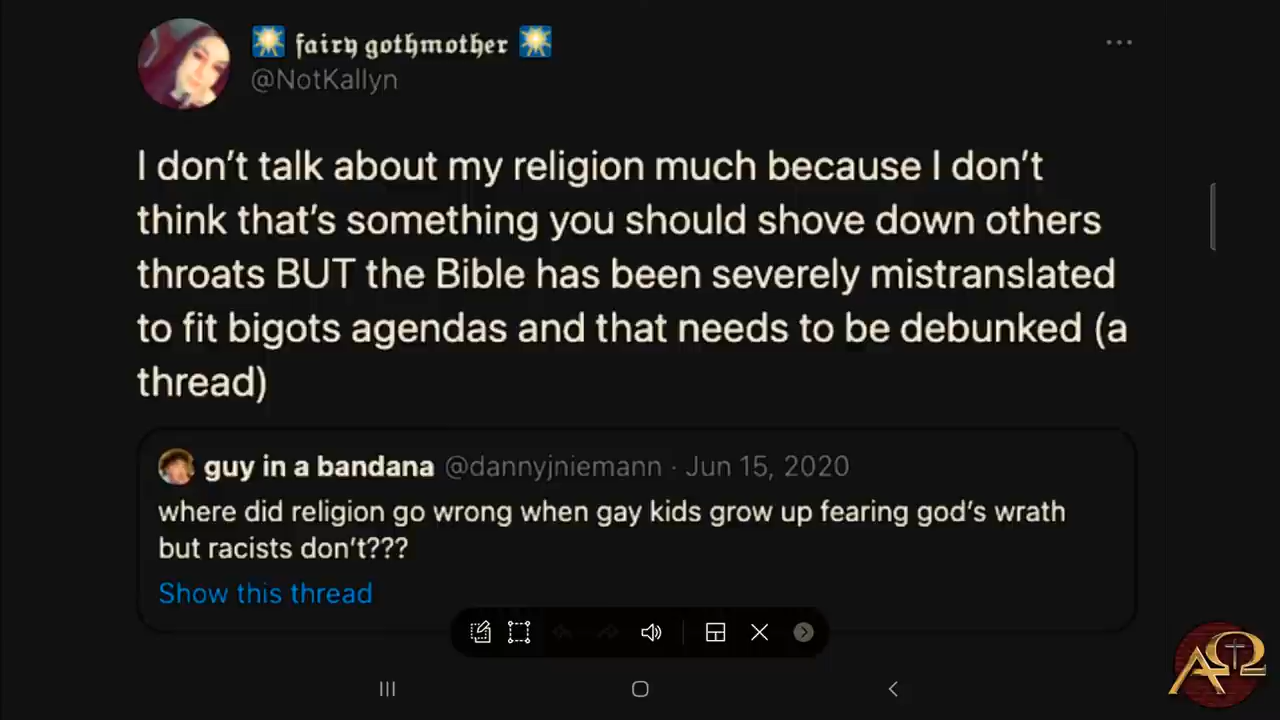 fairy gothmother
@NotKallyn
I don't talk about my religion much because I don't
think that's something you should shove down others
throats BUT the Bible has been severely mistranslated
to fit bigots agendas and that needs to be debunked (a
thread)
guy in a bandana @dannyjniemann · Jun 15, 2020
where did religion go wrong when gay kids grow up fearing god's wrath
but racists don't???
Show this thread
ΑΩ